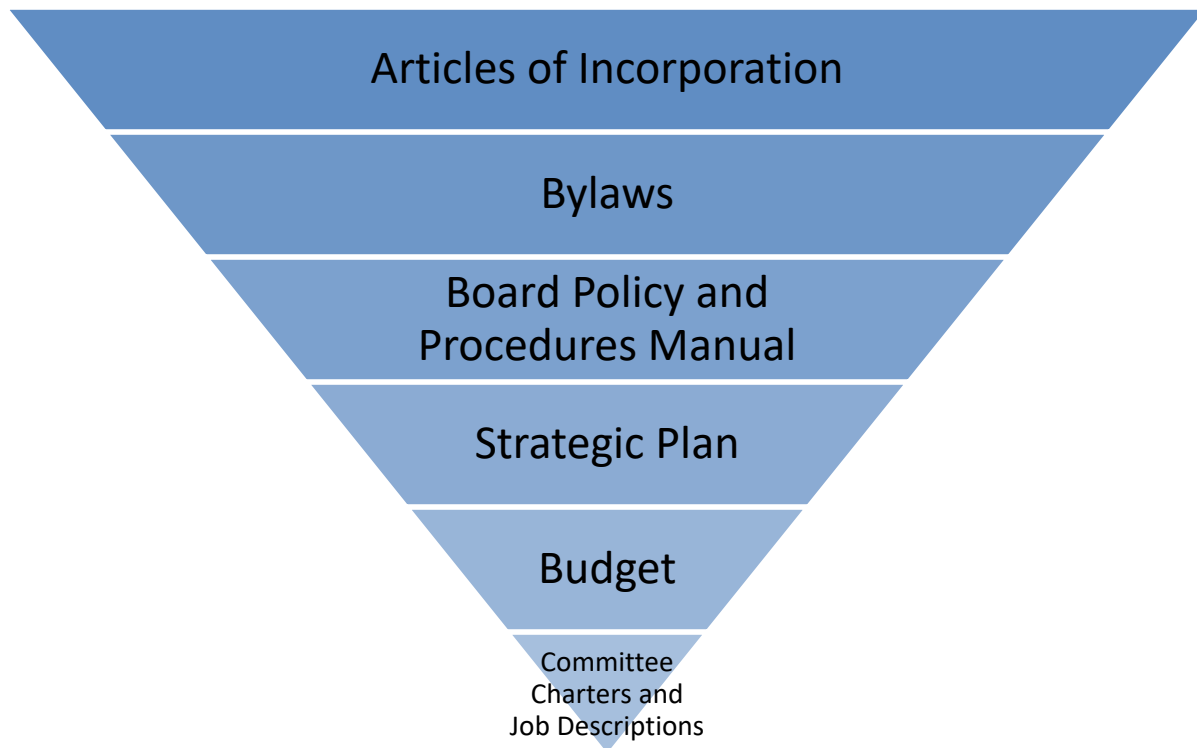 Articles of Incorporation
Bylaws
Board Policy and
Procedures Manual
Strategic Plan
Budget
Committee
Charters and
Job Descriptions